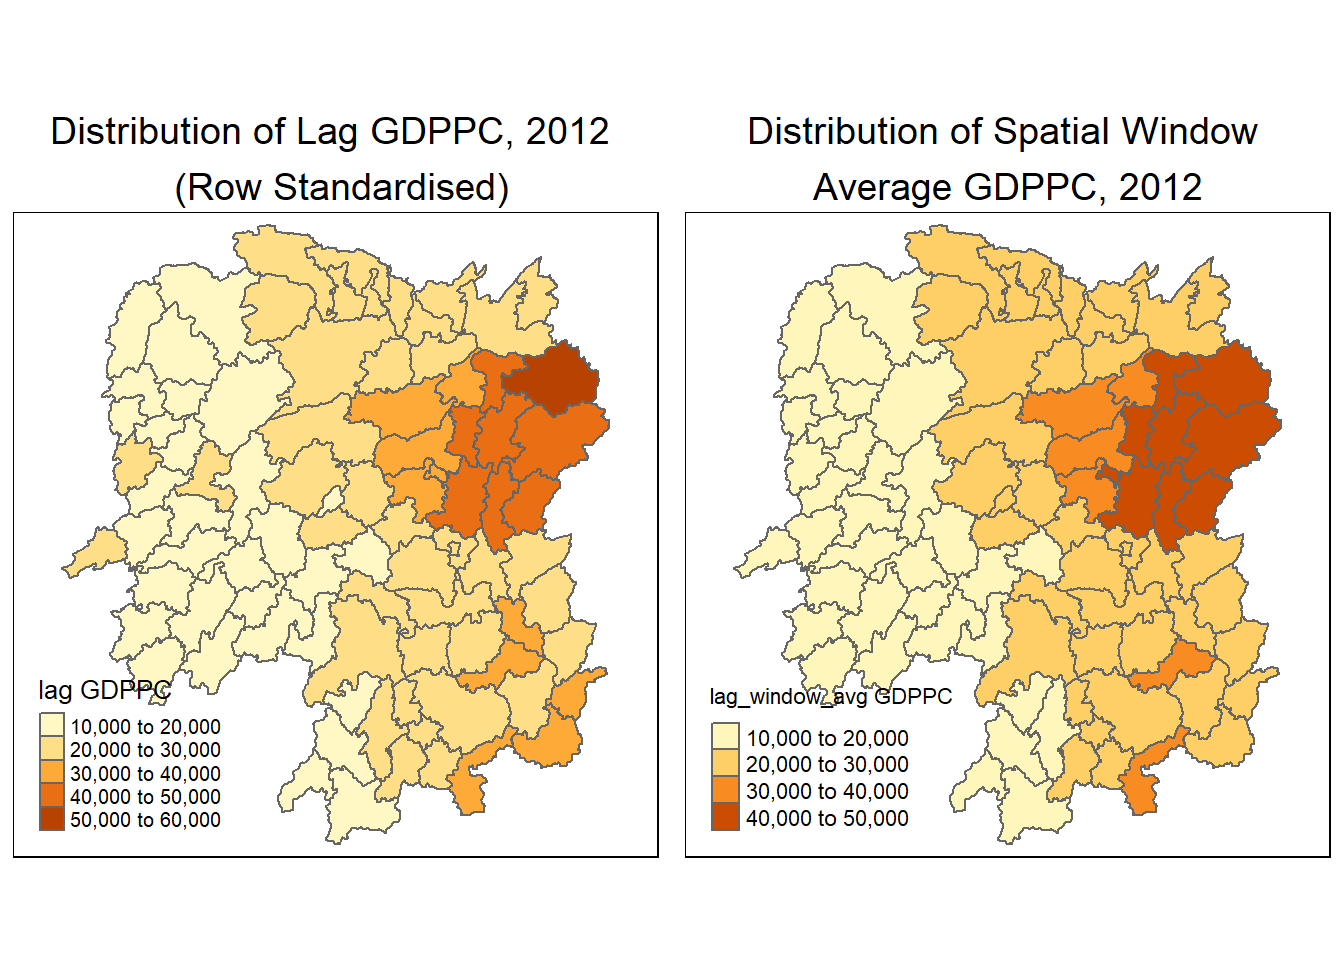 Distribution of Lag GDPPC, 2012
(Row Standardised)
lag GDPPC
10,000 to 20,000
20,000 to 30,000
30,000 to 40,000
40,000 to 50,000
50,000 to 60,000
Distribution of Spatial Window
Average GDPPC, 2012
lag_window_avg GDPPC
10,000 to 20,000
20,000 to 30,000
30,000 to 40,000
40,000 to 50,000